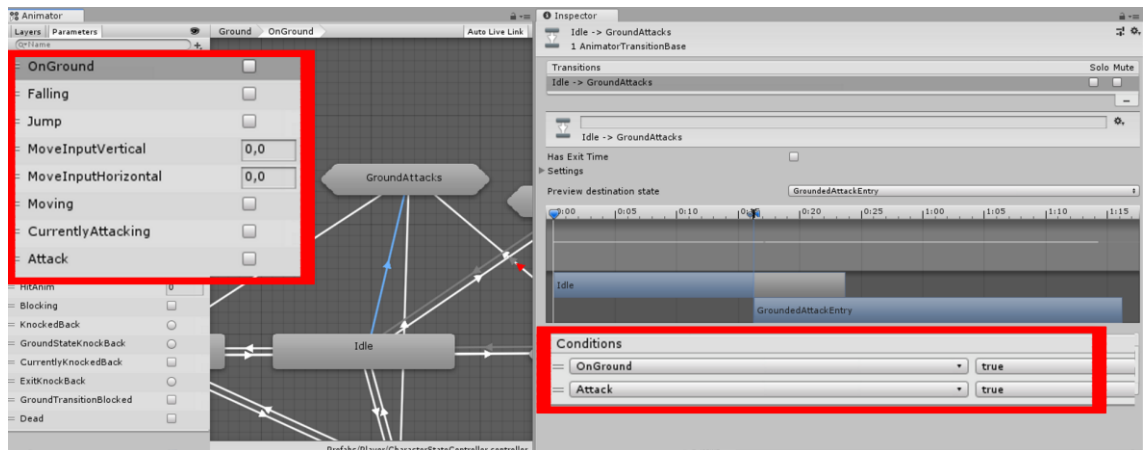 Animator
Layers Parameters
Name
OnGround
Falling
Jump
MoveInputVertical 0,0
MoveInputHorizontal 0,0
Moving
CurrentlyAttacking
Attack
HitAnim 0
Blocking
KnockedBack
GroundStateKnockBack
CurrentlyKnockedBack
ExitKnockBack
GroundTransitionBlocked
Dead
Ground OnGround Auto Live Link
GroundAttacks
Idle
Prefabs/Player/CharacterStateController.controller
Inspector
Idle -> GroundAttacks
1 AnimatorTransitionBase
Transitions Solo Mute
Idle -> GroundAttacks
Idle -> GroundAttacks
Has Exit Time
Settings
Preview destination state GroundedAttackEntry
0:00 0:05 0:10 0:20 0:25 1:00 1:05 1:10 1:15
Idle
GroundedAttackEntry
Conditions
OnGround true
Attack true